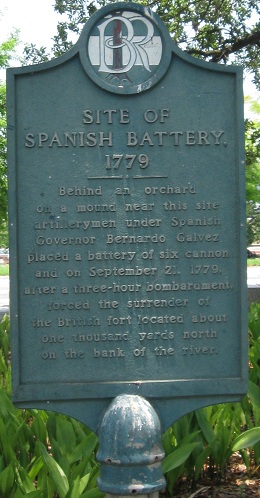 BR
SITE OF
SPANISH BATTERY,
1779
Behind an orchard
on a mound near this site
artillerymen under Spanish
Governor Bernardo Galvez
placed a battery of six cannon
and on September 21, 1779,
after a three-hour bombardment
forced the surrender of
the British fort located about
one thousand yards north
on the bank of the river.